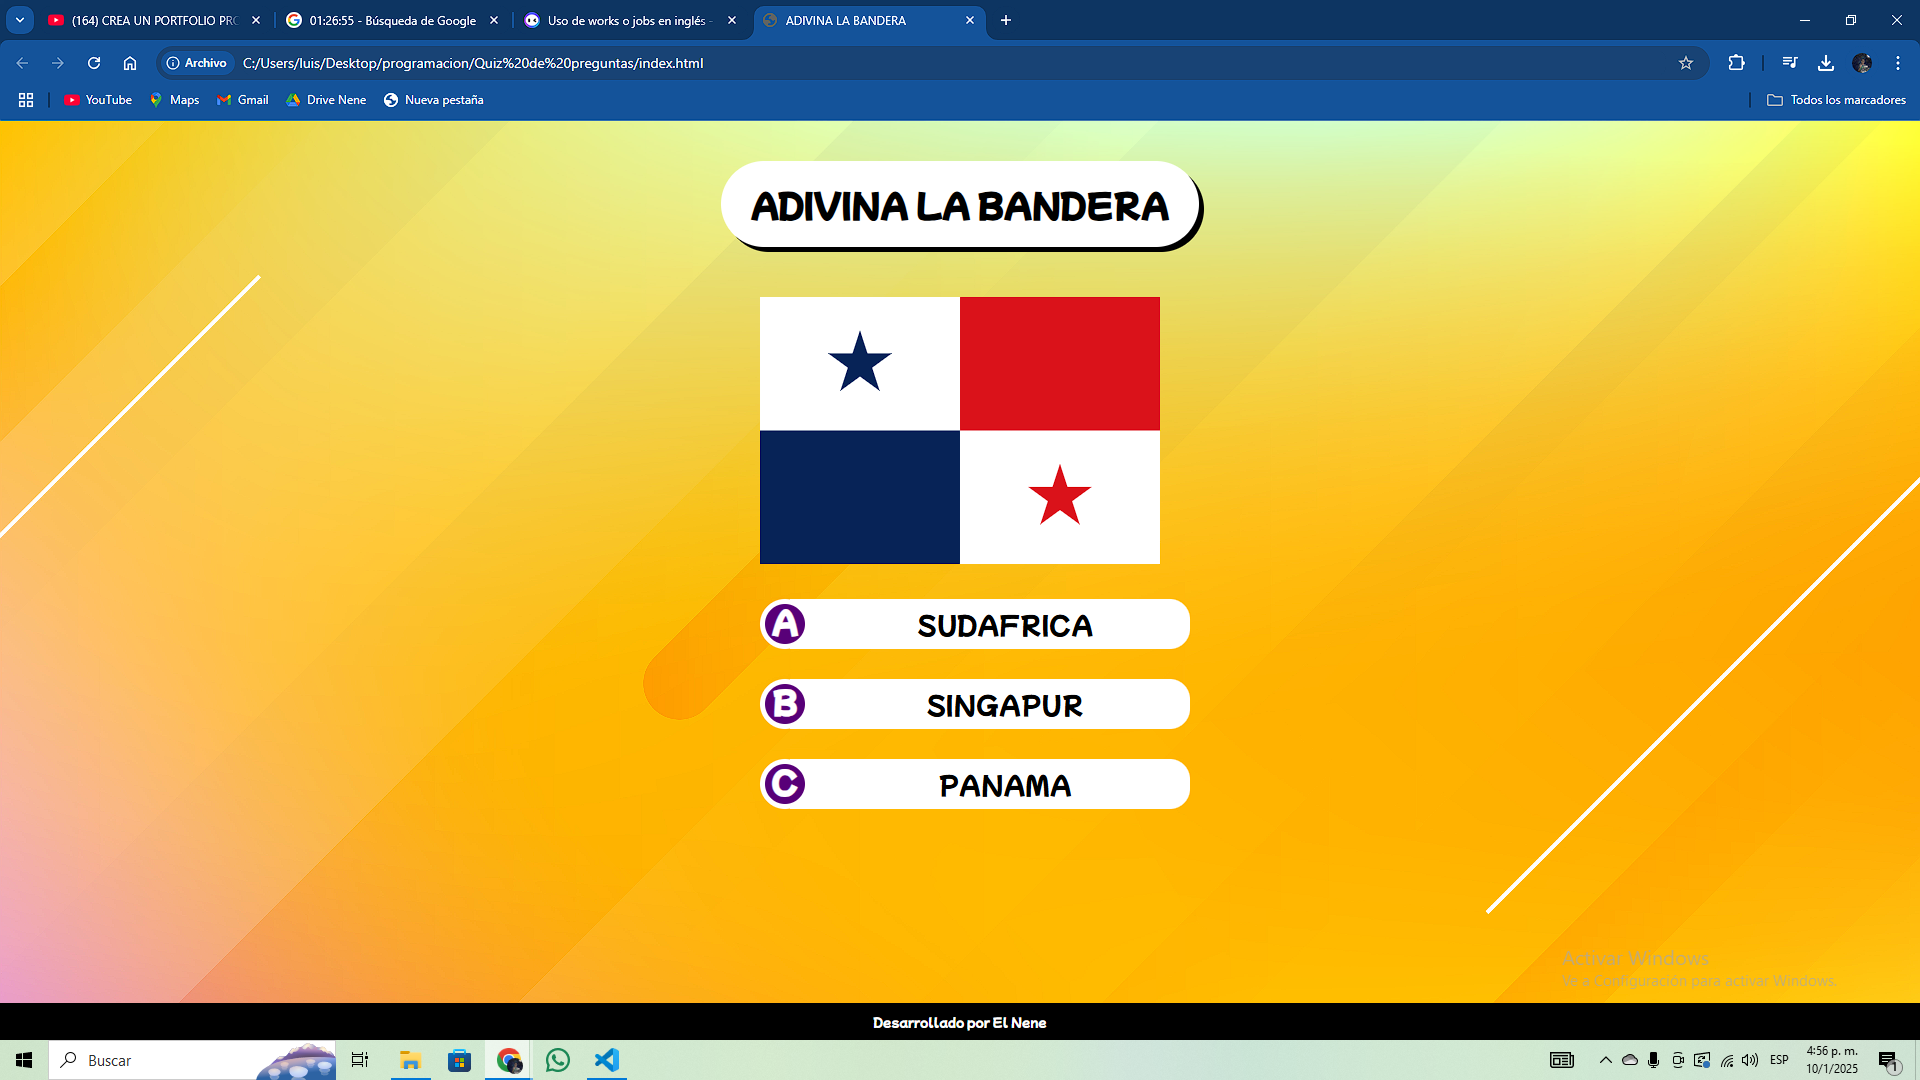 (164) CREA UN PORTFOLIO PRO
01:26:55 - Búsqueda de Google
Uso de works o jobs en inglés -
ADIVINA LA BANDERA
Archivo
C:/Users/luis/Desktop/programacion/Quiz%20de%20preguntas/index.html
YouTube
Maps
Gmail
Drive Nene
Nueva pestaña
Todos los marcadores
ADIVINA LA BANDERA
A SUDAFRICA
B SINGAPUR
C PANAMA
Activar Windows
Ve a Configuración para activar Windows.
Desarrollado por El Nene
Buscar
ESP
4:56 p. m.
10/1/2025
1